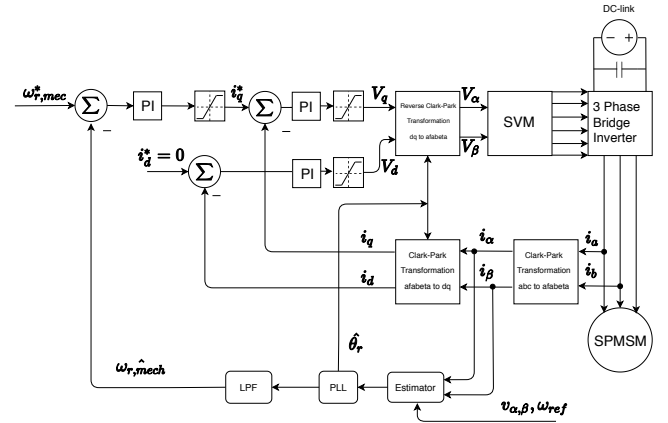 DC-link
− +
ω*r,mec
Σ
−
PI
i*q
Σ
−
PI
Vq
Reverse Clark-Park
Transformation
dq to afabeta
Vα
Vβ
SVM
3 Phase
Bridge
Inverter
i*d = 0
Σ
−
PI
Vd
iq
id
Clark-Park
Transformation
afabeta to dq
iα
iβ
Clark-Park
Transformation
abc to afabeta
ia
ib
SPMSM
θ̂r
ωr,m̂ech
LPF
PLL
Estimator
vα,β, ωref